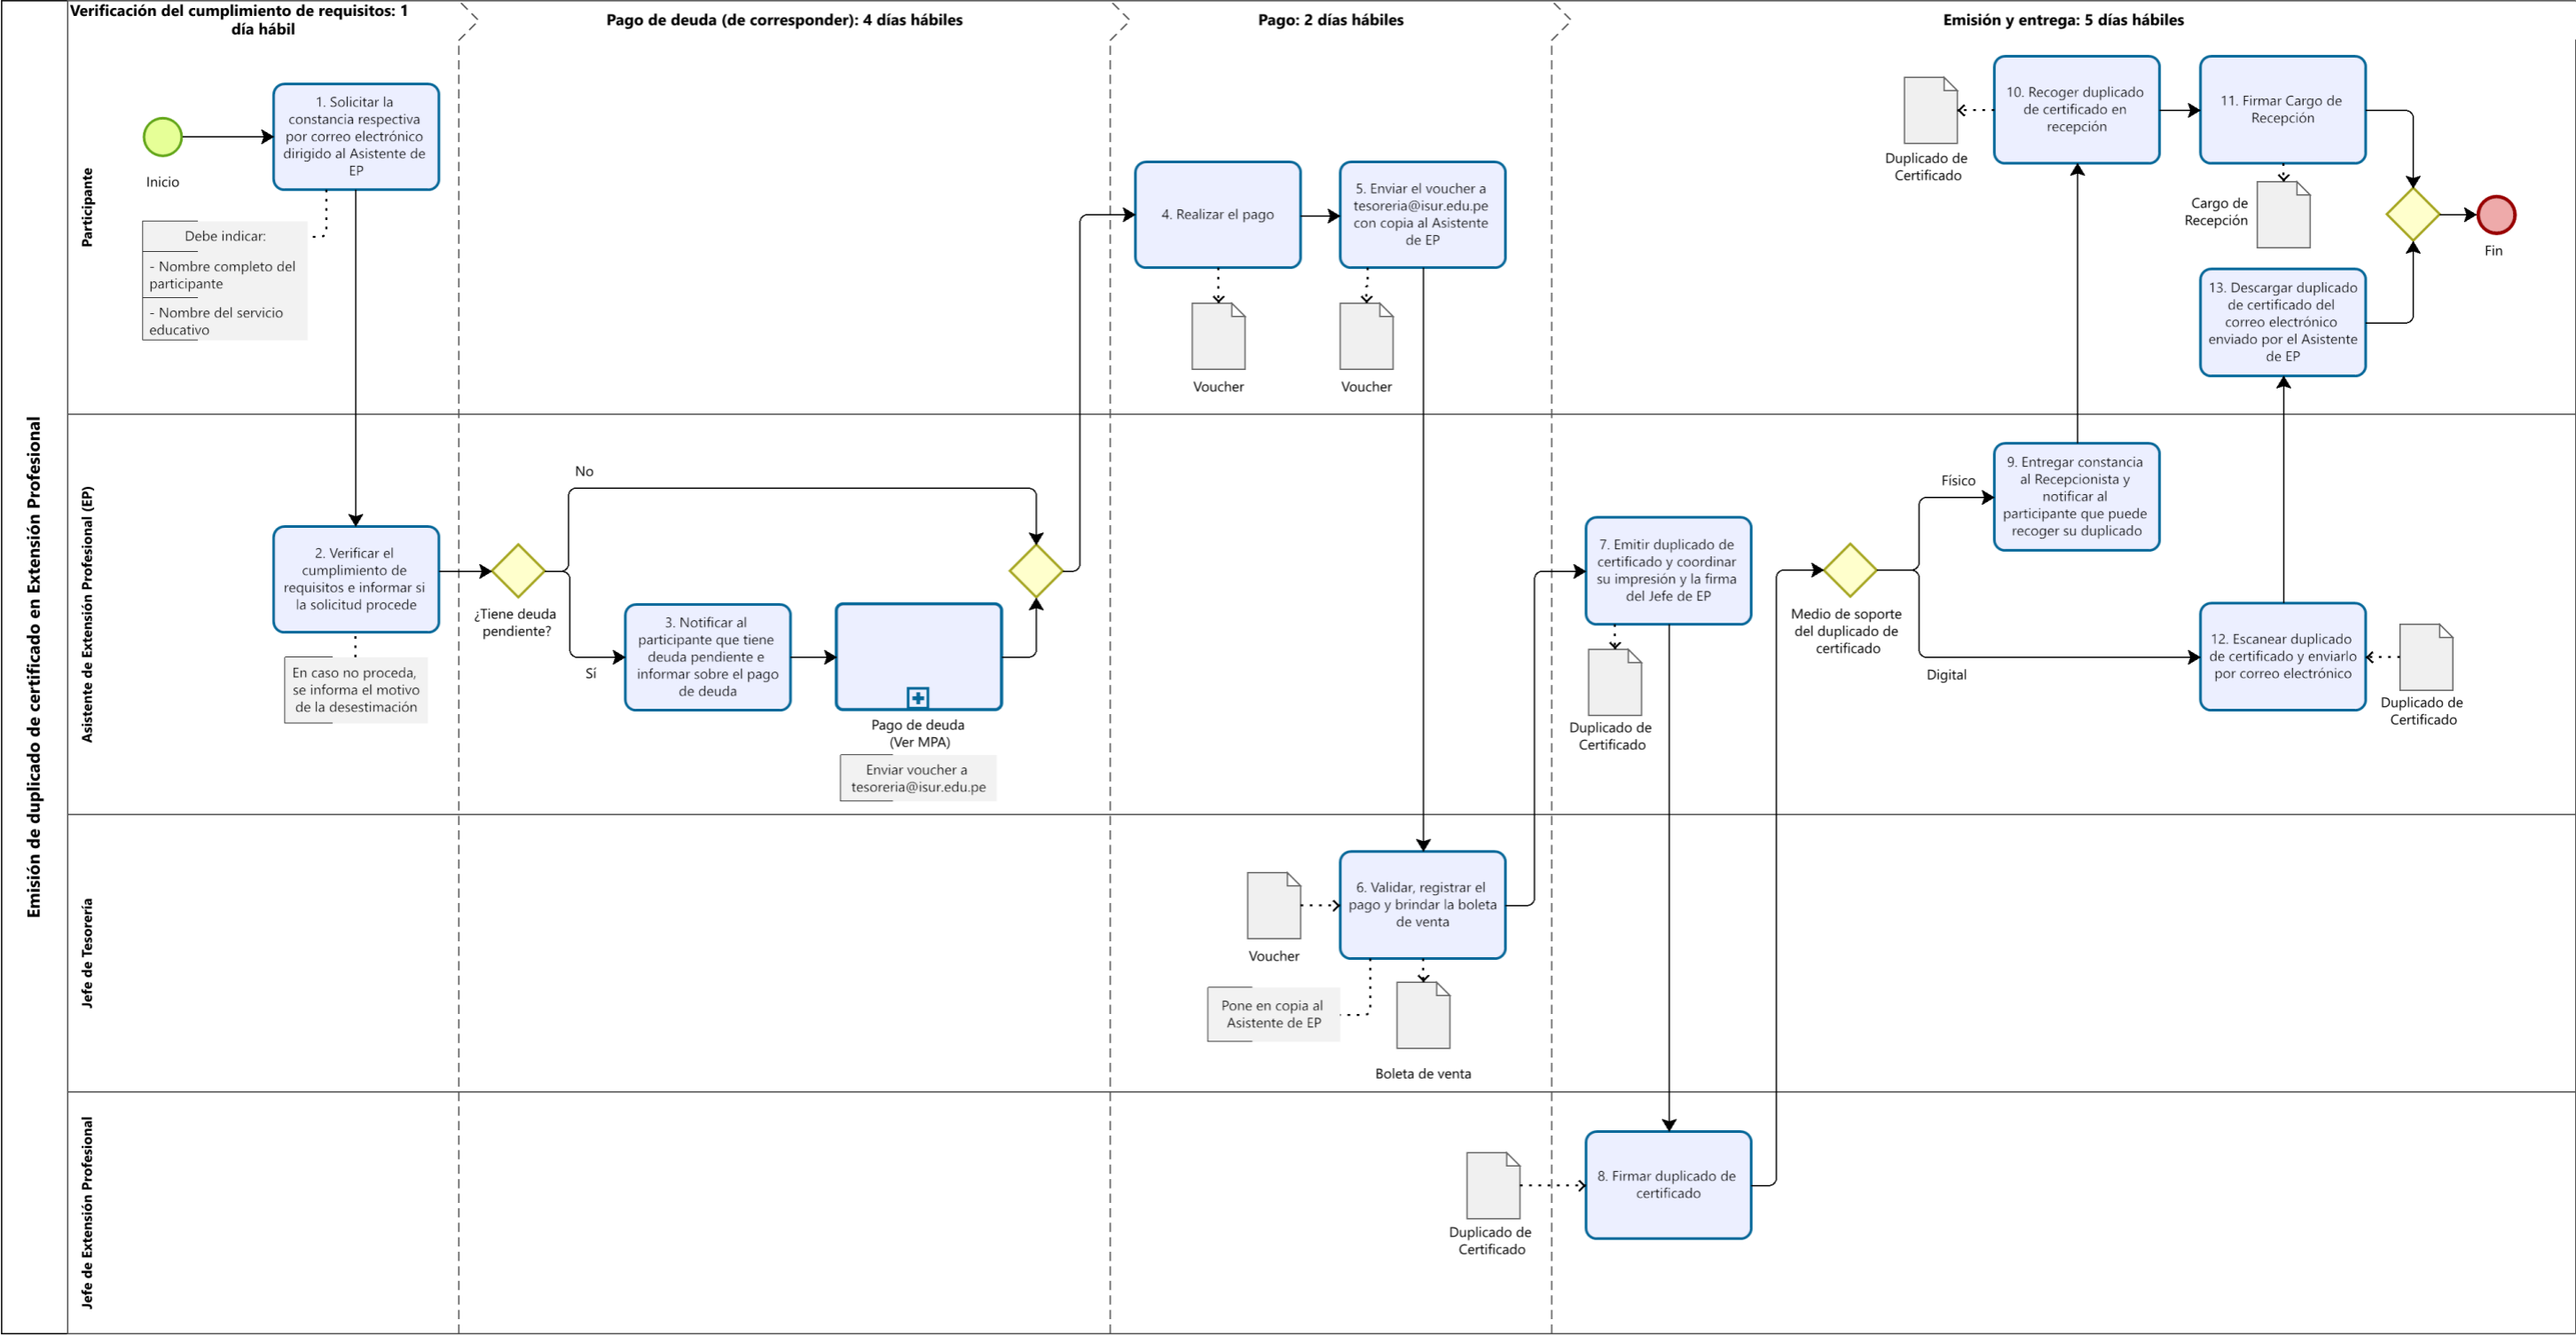 Emisión de duplicado de certificado en Extensión Profesional
Verificación del cumplimiento de requisitos: 1
día hábil
Pago de deuda (de corresponder): 4 días hábiles
Pago: 2 días hábiles
Emisión y entrega: 5 días hábiles
Participante
Inicio
1. Solicitar la
constancia respectiva
por correo electrónico
dirigido al Asistente de
EP
Debe indicar:
- Nombre completo del
participante
- Nombre del servicio
educativo
4. Realizar el pago
Voucher
5. Enviar el voucher a
tesoreria@isur.edu.pe
con copia al Asistente
de EP
Voucher
Duplicado de
Certificado
10. Recoger duplicado
de certificado en
recepción
11. Firmar Cargo de
Recepción
Cargo de
Recepción
13. Descargar duplicado
de certificado del
correo electrónico
enviado por el Asistente
de EP
Fin
Asistente de Extensión Profesional (EP)
2. Verificar el
cumplimiento de
requisitos e informar si
la solicitud procede
En caso no proceda,
se informa el motivo
de la desestimación
¿Tiene deuda
pendiente?
No
Sí
3. Notificar al
participante que tiene
deuda pendiente e
informar sobre el pago
de deuda
Pago de deuda
(Ver MPA)
Enviar voucher a
tesoreria@isur.edu.pe
7. Emitir duplicado de
certificado y coordinar
su impresión y la firma
del Jefe de EP
Duplicado de
Certificado
Medio de soporte
del duplicado de
certificado
Físico
Digital
9. Entregar constancia
al Recepcionista y
notificar al
participante que puede
recoger su duplicado
12. Escanear duplicado
de certificado y enviarlo
por correo electrónico
Duplicado de
Certificado
Jefe de Tesorería
Voucher
6. Validar, registrar el
pago y brindar la boleta
de venta
Pone en copia al
Asistente de EP
Boleta de venta
Jefe de Extensión Profesional
Duplicado de
Certificado
8. Firmar duplicado de
certificado